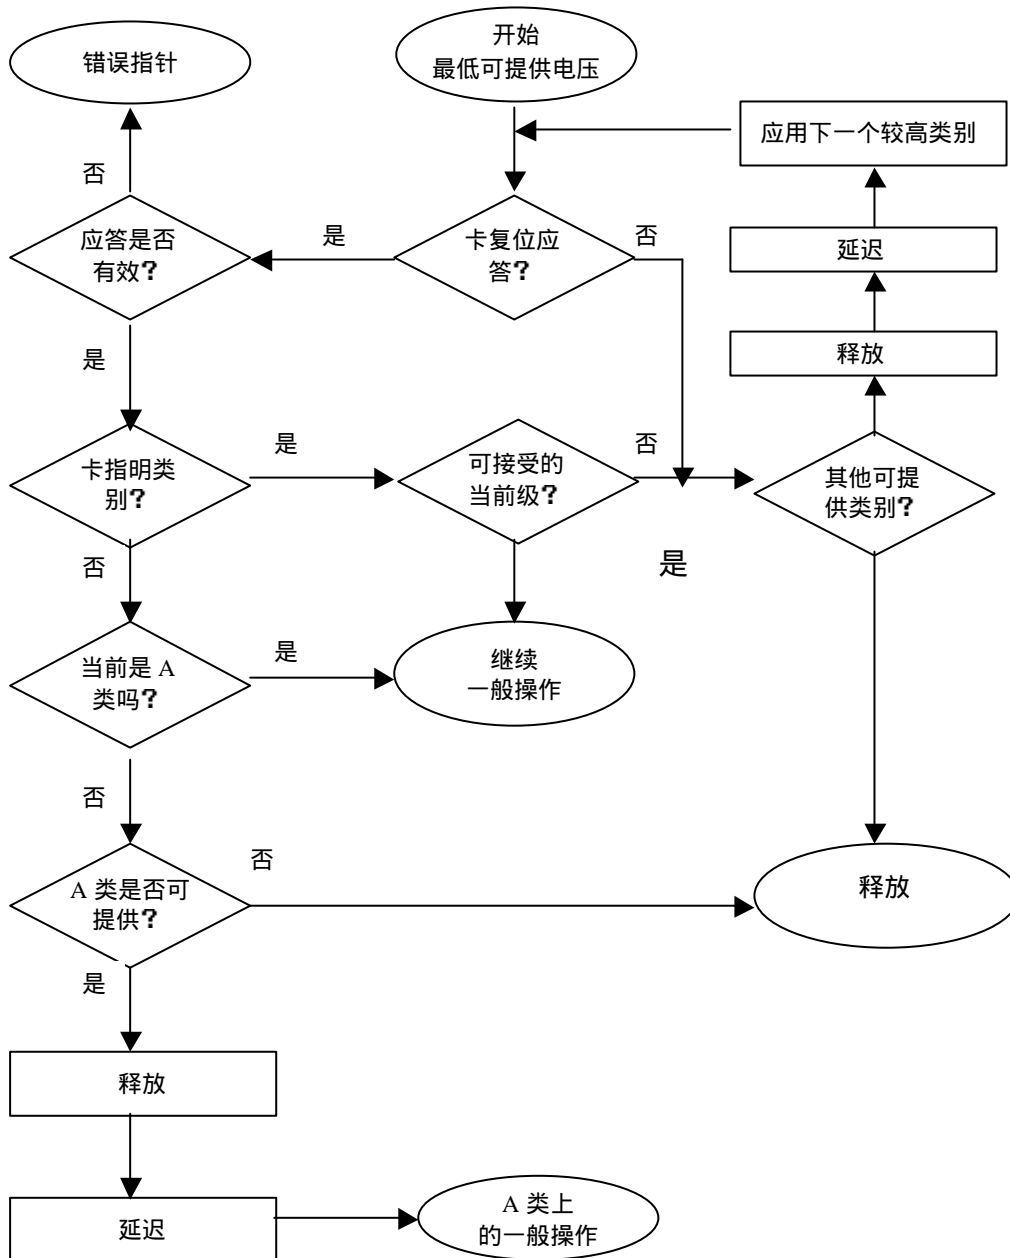 错误指针
开始
最低可提供电压
应用下一个较高类别
否
应答是否
有效?
是
卡复位应
答?
否
延迟
释放
是
卡指明类
别?
是
可接受的
当前级?
否
其他可提
供类别?
否
是
当前是 A
类吗?
是
继续
一般操作
否
A 类是否可
提供?
否
释放
是
释放
延迟
A 类上
的一般操作